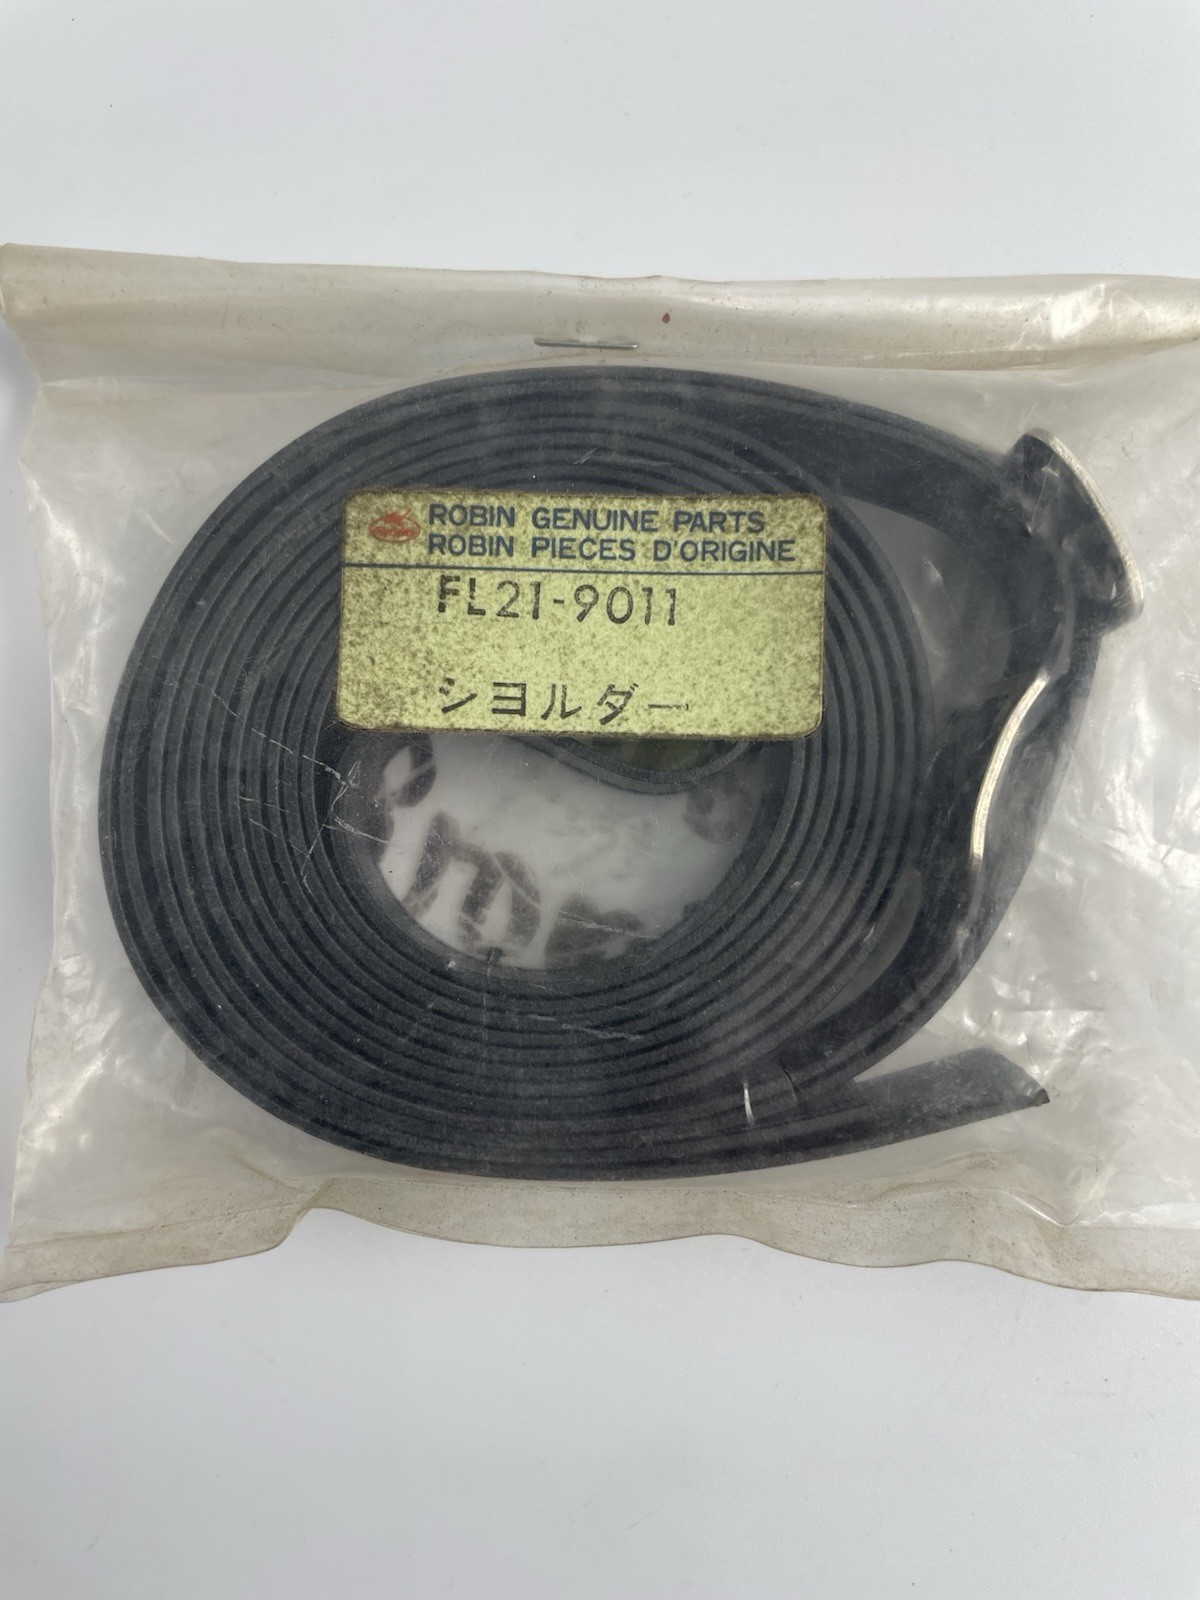 ROBIN GENUINE PARTS
ROBIN PIECES D'ORIGINE
FL21-9011
シヨルダー